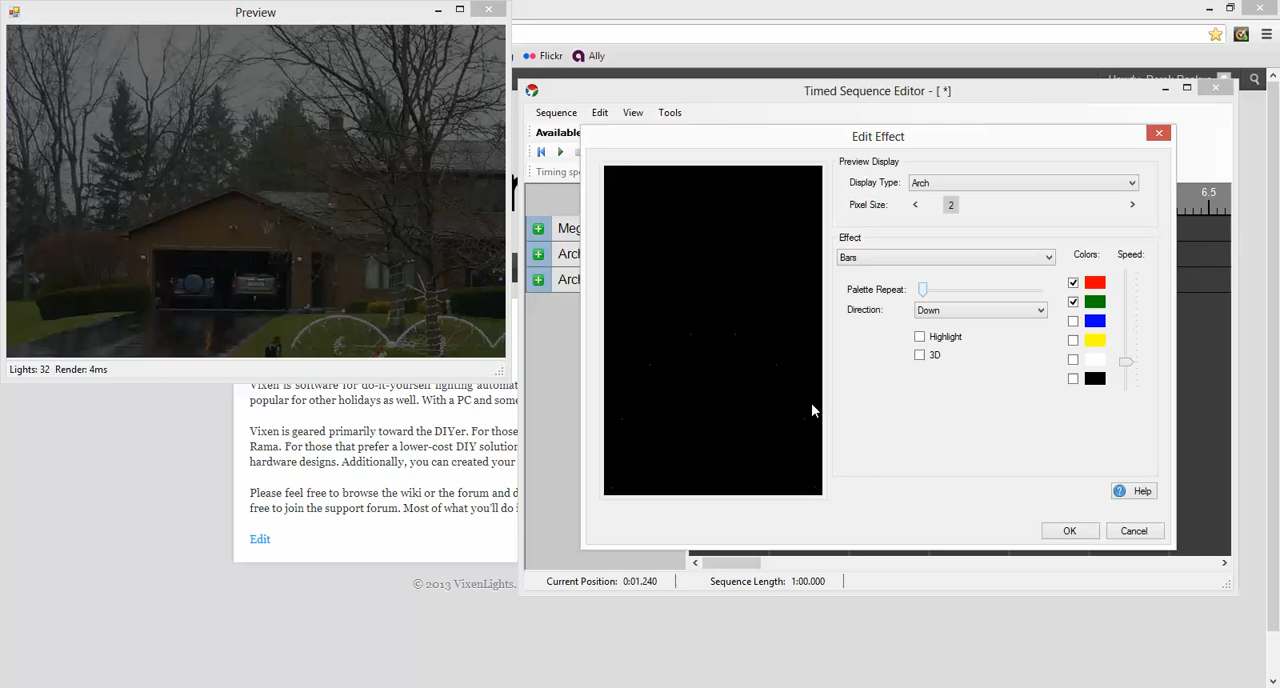 Preview
Flickr
Ally
Timed Sequence Editor - [ *]
Sequence
Edit
View
Tools
Available
Timing spe
Meg
Arch
Arch
6.5
Edit Effect
Preview Display
Display Type:
Arch
Pixel Size:
<
2
>
Effect
Bars
Colors:
Speed:
Palette Repeat:
Direction:
Down
Highlight
3D
Help
OK
Cancel
Current Position: 0:01.240
Sequence Length: 1:00.000
Lights: 32 Render: 4ms
Vixen is software for do-it-yourself lighting automat
popular for other holidays as well. With a PC and some
Vixen is geared primarily toward the DIYer. For those
Rama. For those that prefer a lower-cost DIY solution
hardware designs. Additionally, you can created your
Please feel free to browse the wiki or the forum and d
free to join the support forum. Most of what you'll do i
Edit
© 2013 VixenLights.